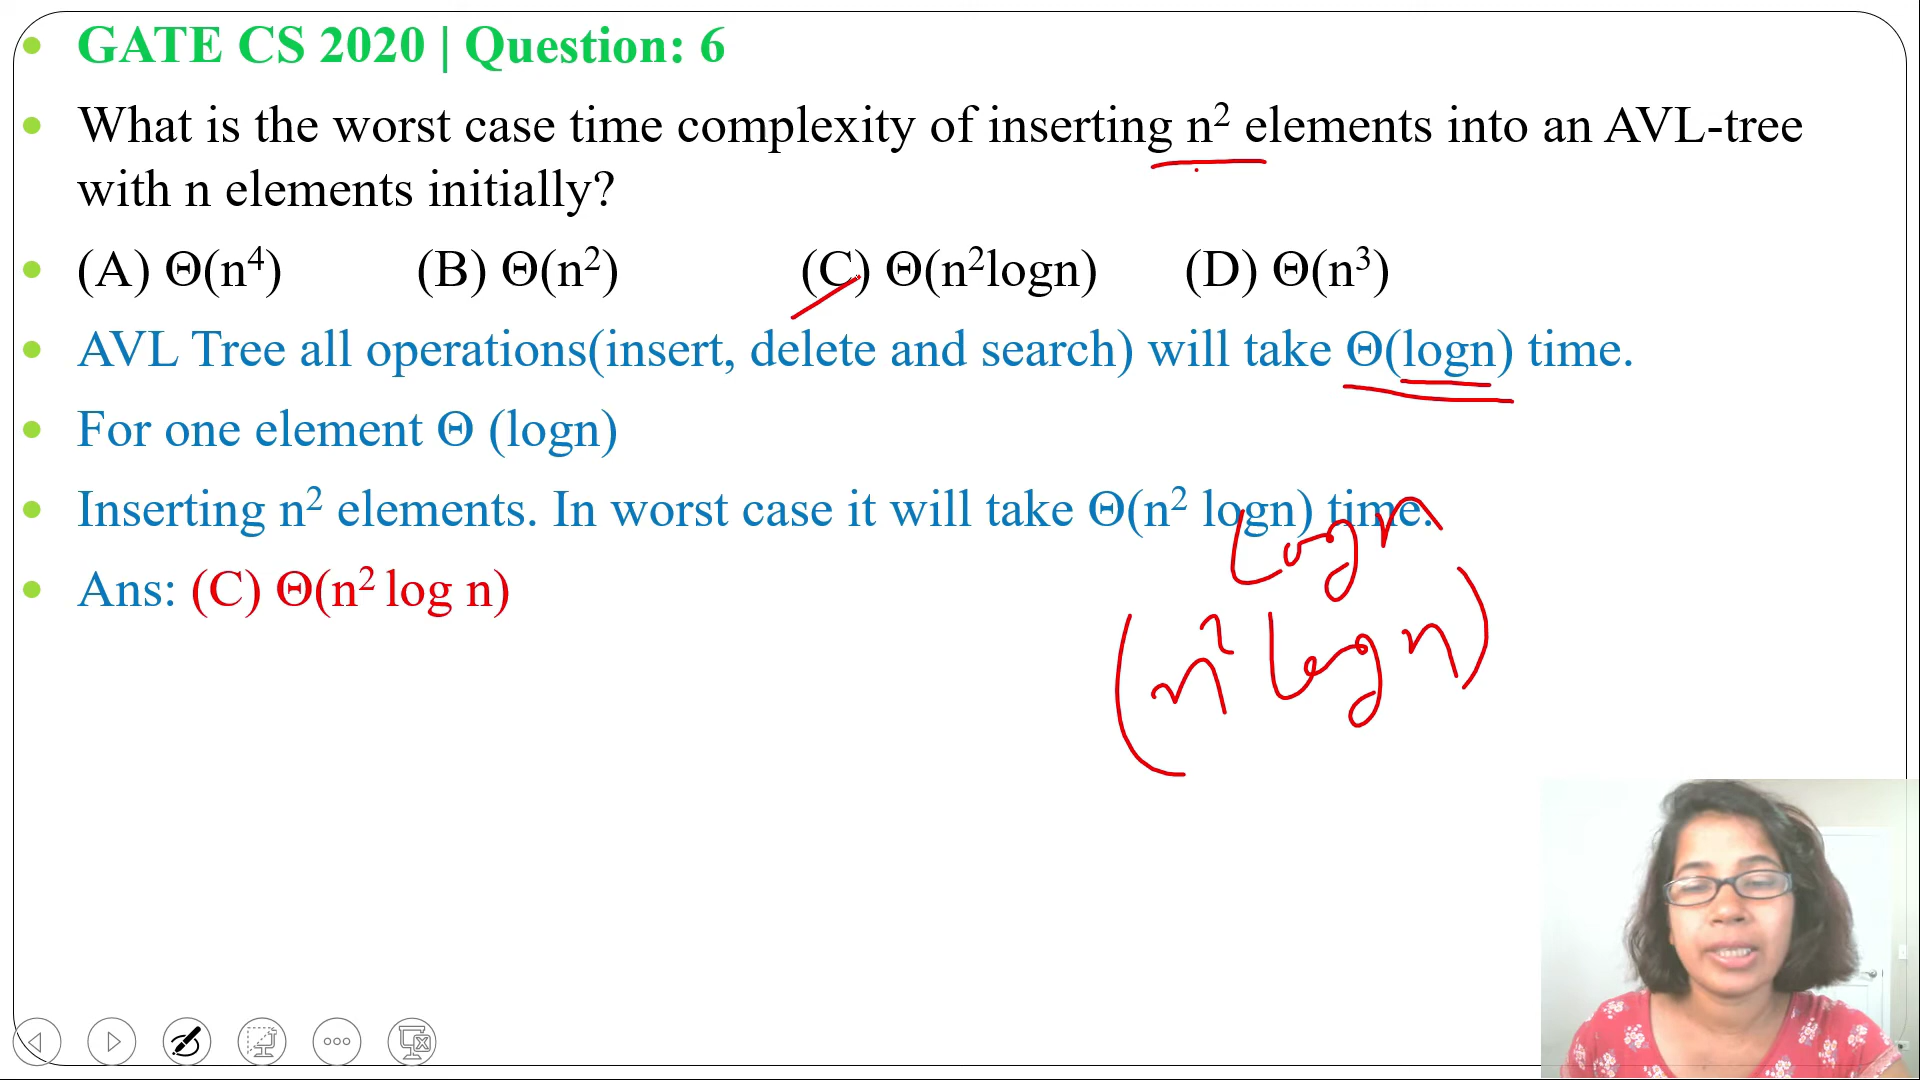 GATE CS 2020 | Question: 6
What is the worst case time complexity of inserting n² elements into an AVL-tree
with n elements initially?
(A) Θ(n⁴) (B) Θ(n²) (C) Θ(n²logn) (D) Θ(n³)
AVL Tree all operations(insert, delete and search) will take Θ(logn) time.
For one element Θ (logn)
Inserting n² elements. In worst case it will take Θ(n² logn) time.
logn
Ans: (C) Θ(n² log n)
(n² log n)